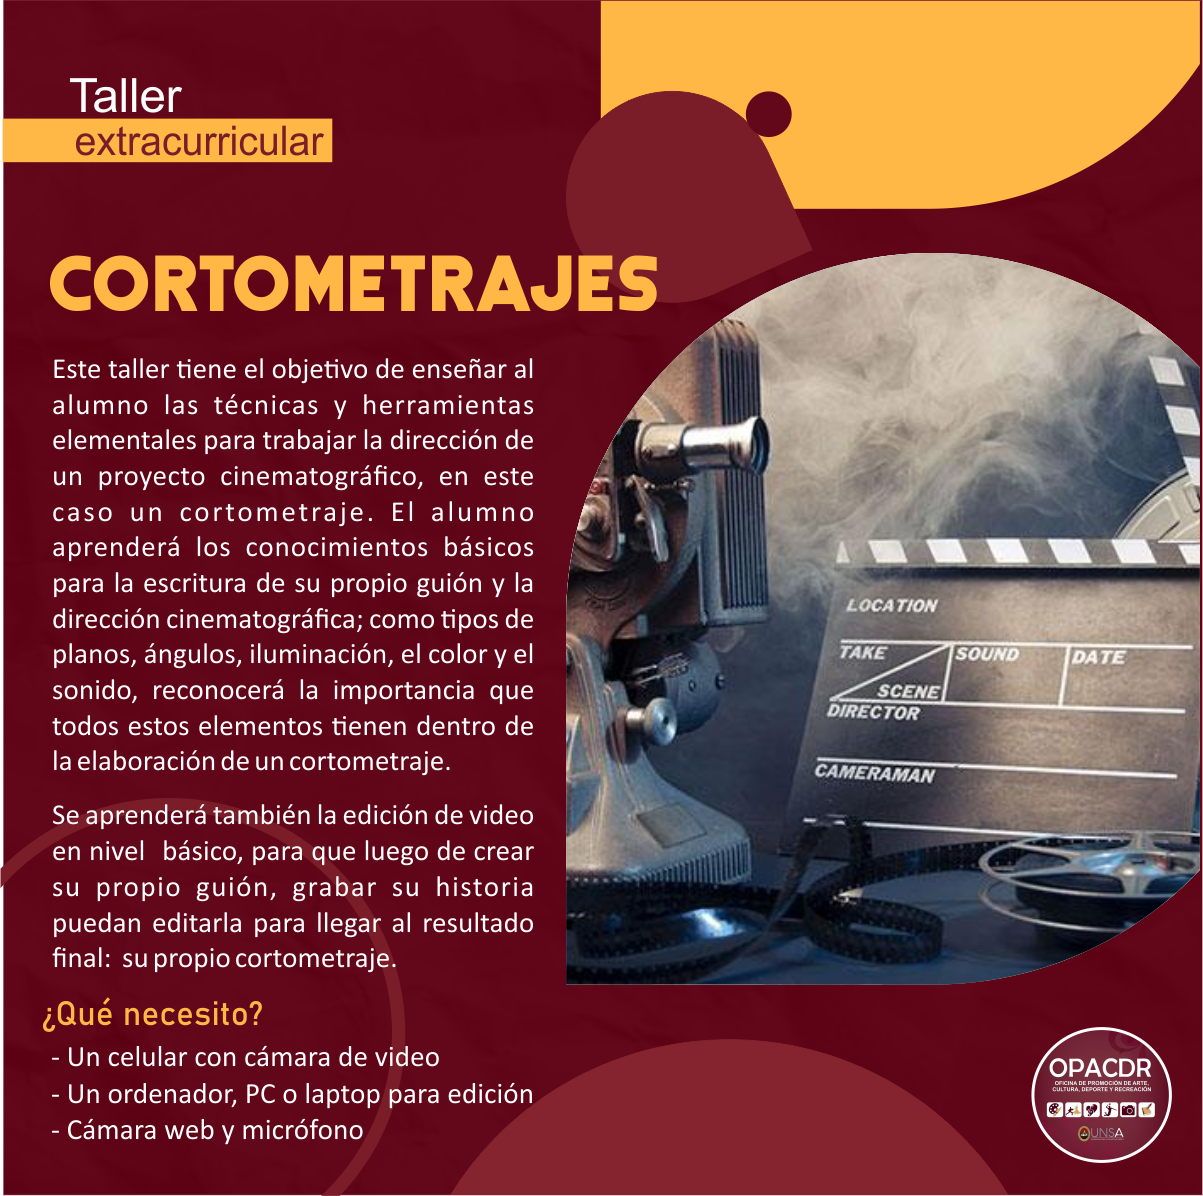 Taller
extracurricular
CORTOMETRAJES
Este taller tiene el objetivo de enseñar al
alumno las técnicas y herramientas
elementales para trabajar la dirección de
un proyecto cinematográfico, en este
caso un cortometraje. El alumno
aprenderá los conocimientos básicos
para la escritura de su propio guión y la
dirección cinematográfica; como tipos de
planos, ángulos, iluminación, el color y el
sonido, reconocerá la importancia que
todos estos elementos tienen dentro de
la elaboración de un cortometraje.
Se aprenderá también la edición de video
en nivel  básico, para que luego de crear
su propio guión, grabar su historia
puedan editarla para llegar al resultado
final:  su propio cortometraje.
¿Qué necesito?
- Un celular con cámara de video
- Un ordenador, PC o laptop para edición
- Cámara web y micrófono
LOCATION
TAKE
SOUND
DATE
SCENE
DIRECTOR
CAMERAMAN
OPACDR
OFICINA DE PROMOCIÓN DE ARTE,
CULTURA, DEPORTE Y RECREACIÓN
UNSA